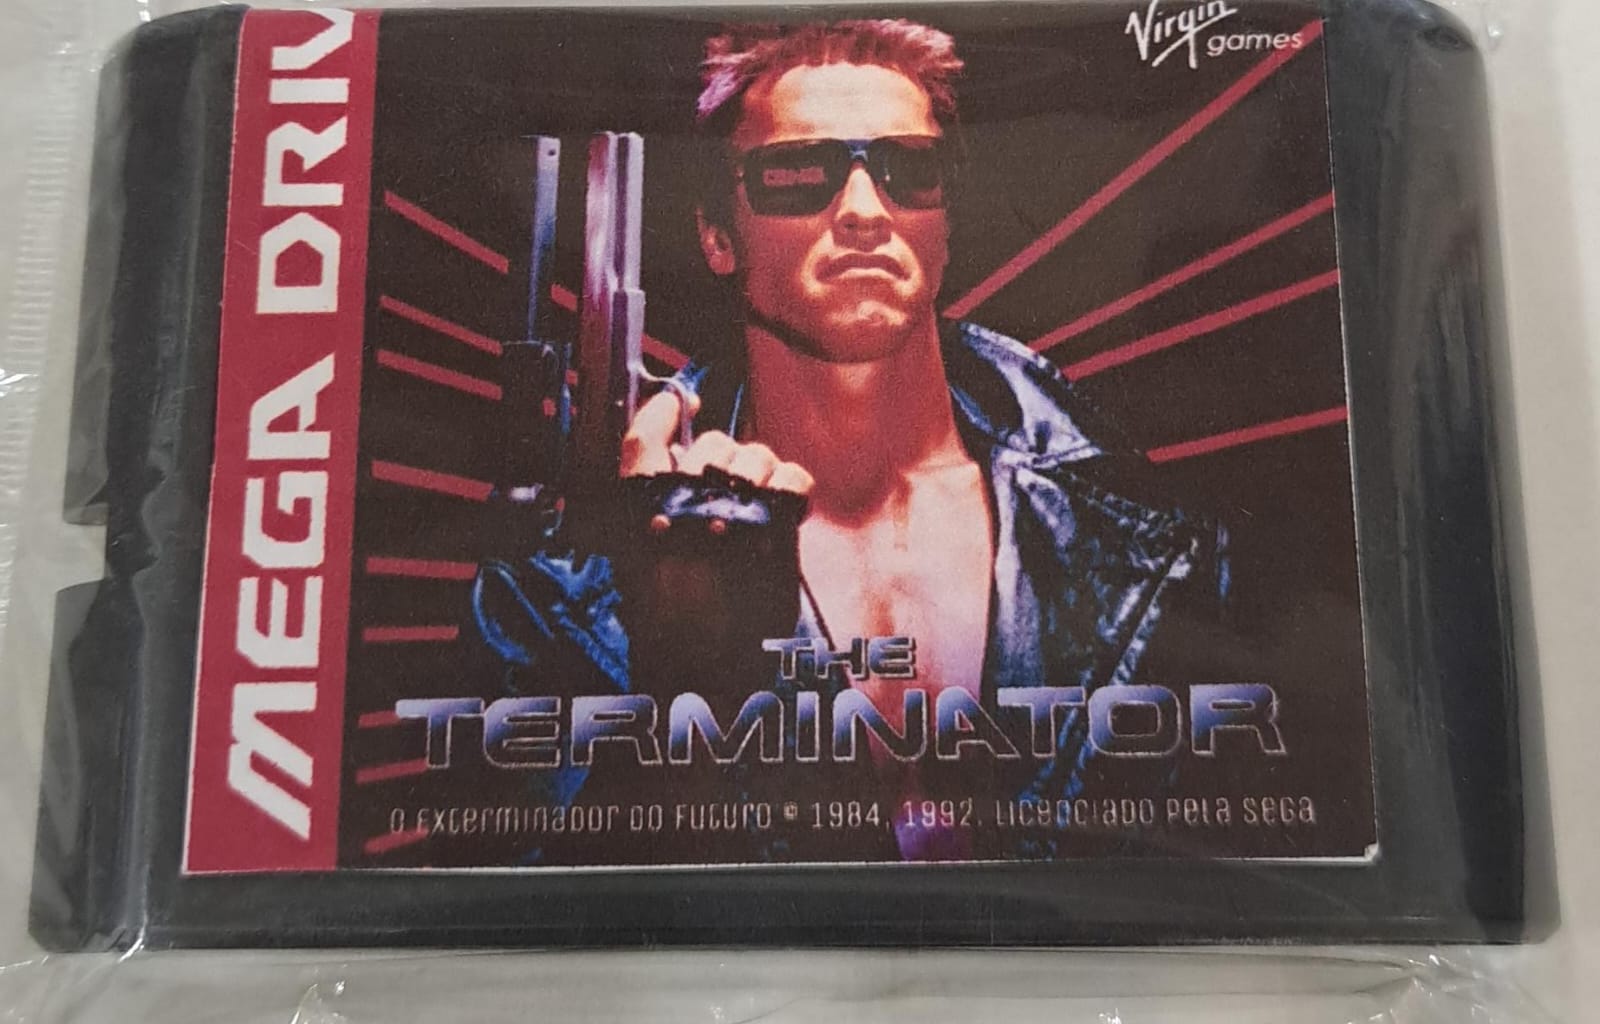 Virgin
games
MEGA DRIV
THE
TERMINATOR
O EXTERMINADOR DO FUTURO © 1984, 1992. LICENCIADO PELA SEGA